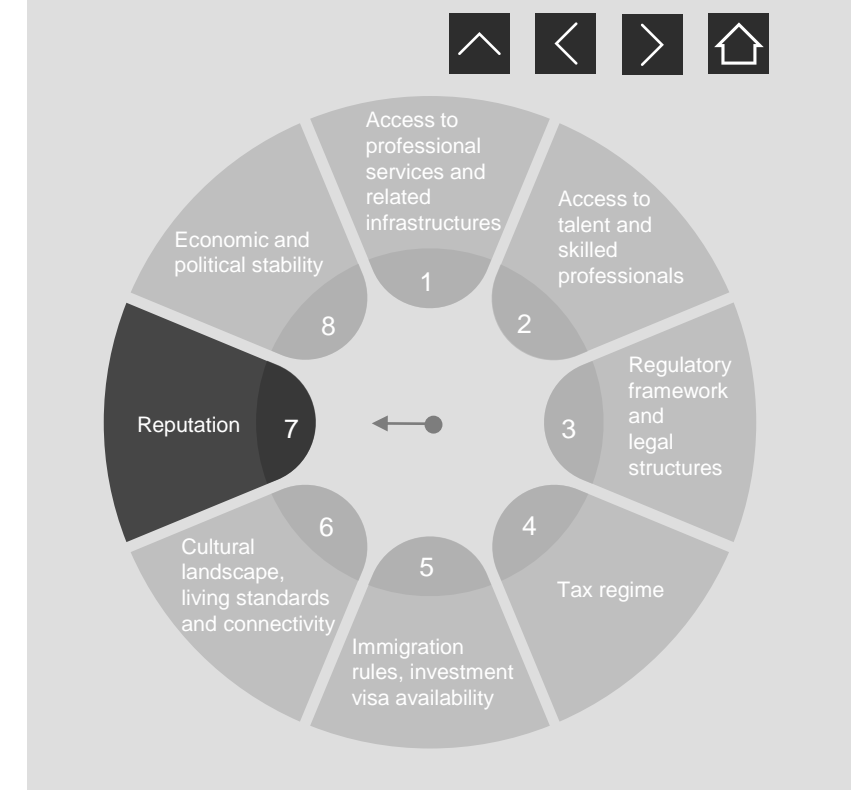 Access to
professional
services and
related
infrastructures
1
Access to
talent and
skilled
professionals
2
Regulatory
framework
and
legal
structures
3
Tax regime
4
Immigration
rules, investment
visa availability
5
Cultural
landscape,
living standards
and connectivity
6
Reputation
7
Economic and
political stability
8